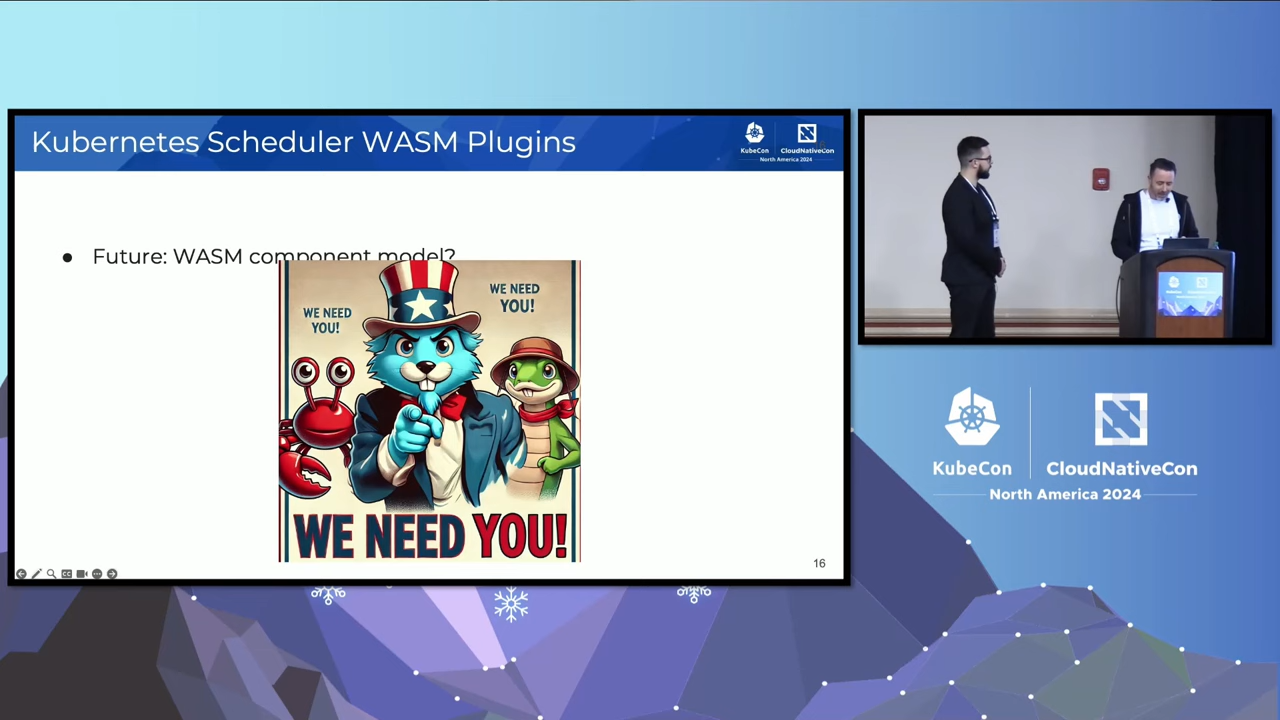 Kubernetes Scheduler WASM Plugins
KubeCon
CloudNativeCon
North America 2024
● Future: WASM component model?
WE NEED
YOU!
WE NEED
YOU!
WE NEED YOU!
16
KubeCon
CloudNativeCon
North America 2024